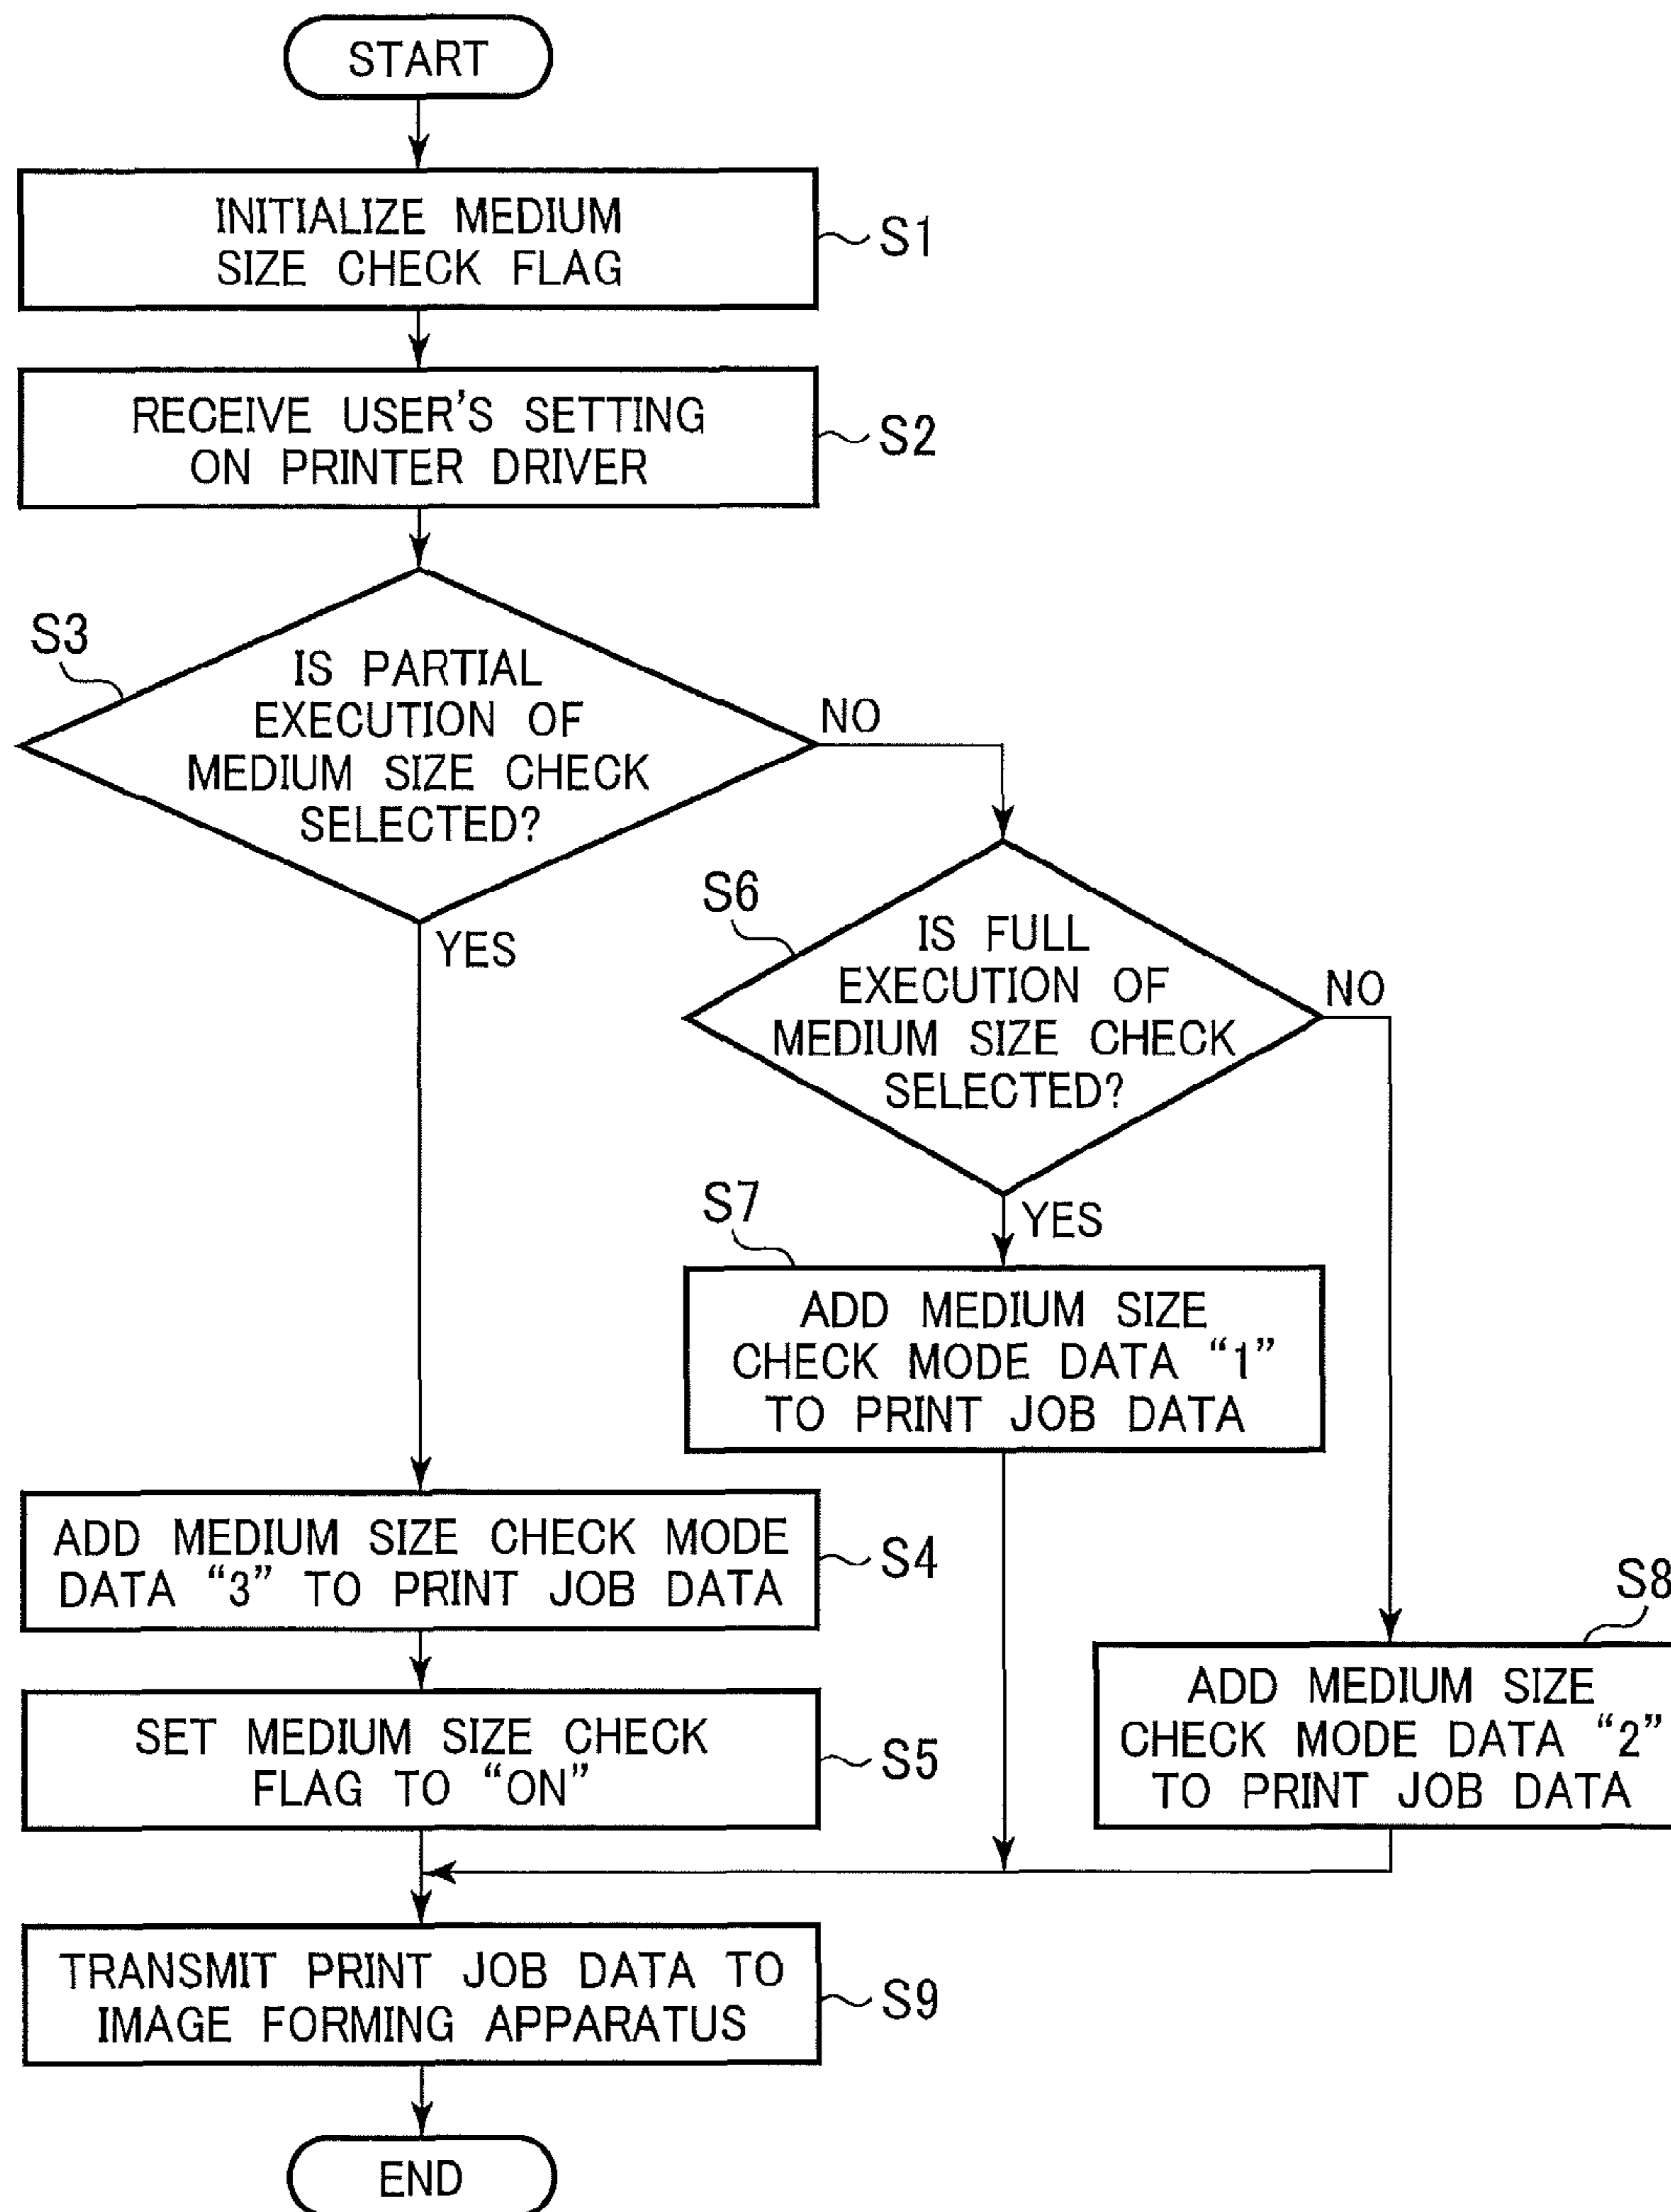 START
INITIALIZE MEDIUM
SIZE CHECK FLAG
S1
RECEIVE USER'S SETTING
ON PRINTER DRIVER
S2
S3
IS PARTIAL
EXECUTION OF
MEDIUM SIZE CHECK
SELECTED?
NO
YES
S6
IS FULL
EXECUTION OF
MEDIUM SIZE CHECK
SELECTED?
NO
YES
S7
ADD MEDIUM SIZE
CHECK MODE DATA “1”
TO PRINT JOB DATA
ADD MEDIUM SIZE CHECK MODE
DATA “3” TO PRINT JOB DATA
S4
S8
ADD MEDIUM SIZE
CHECK MODE DATA “2”
TO PRINT JOB DATA
SET MEDIUM SIZE CHECK
FLAG TO “ON”
S5
TRANSMIT PRINT JOB DATA TO
IMAGE FORMING APPARATUS
S9
END